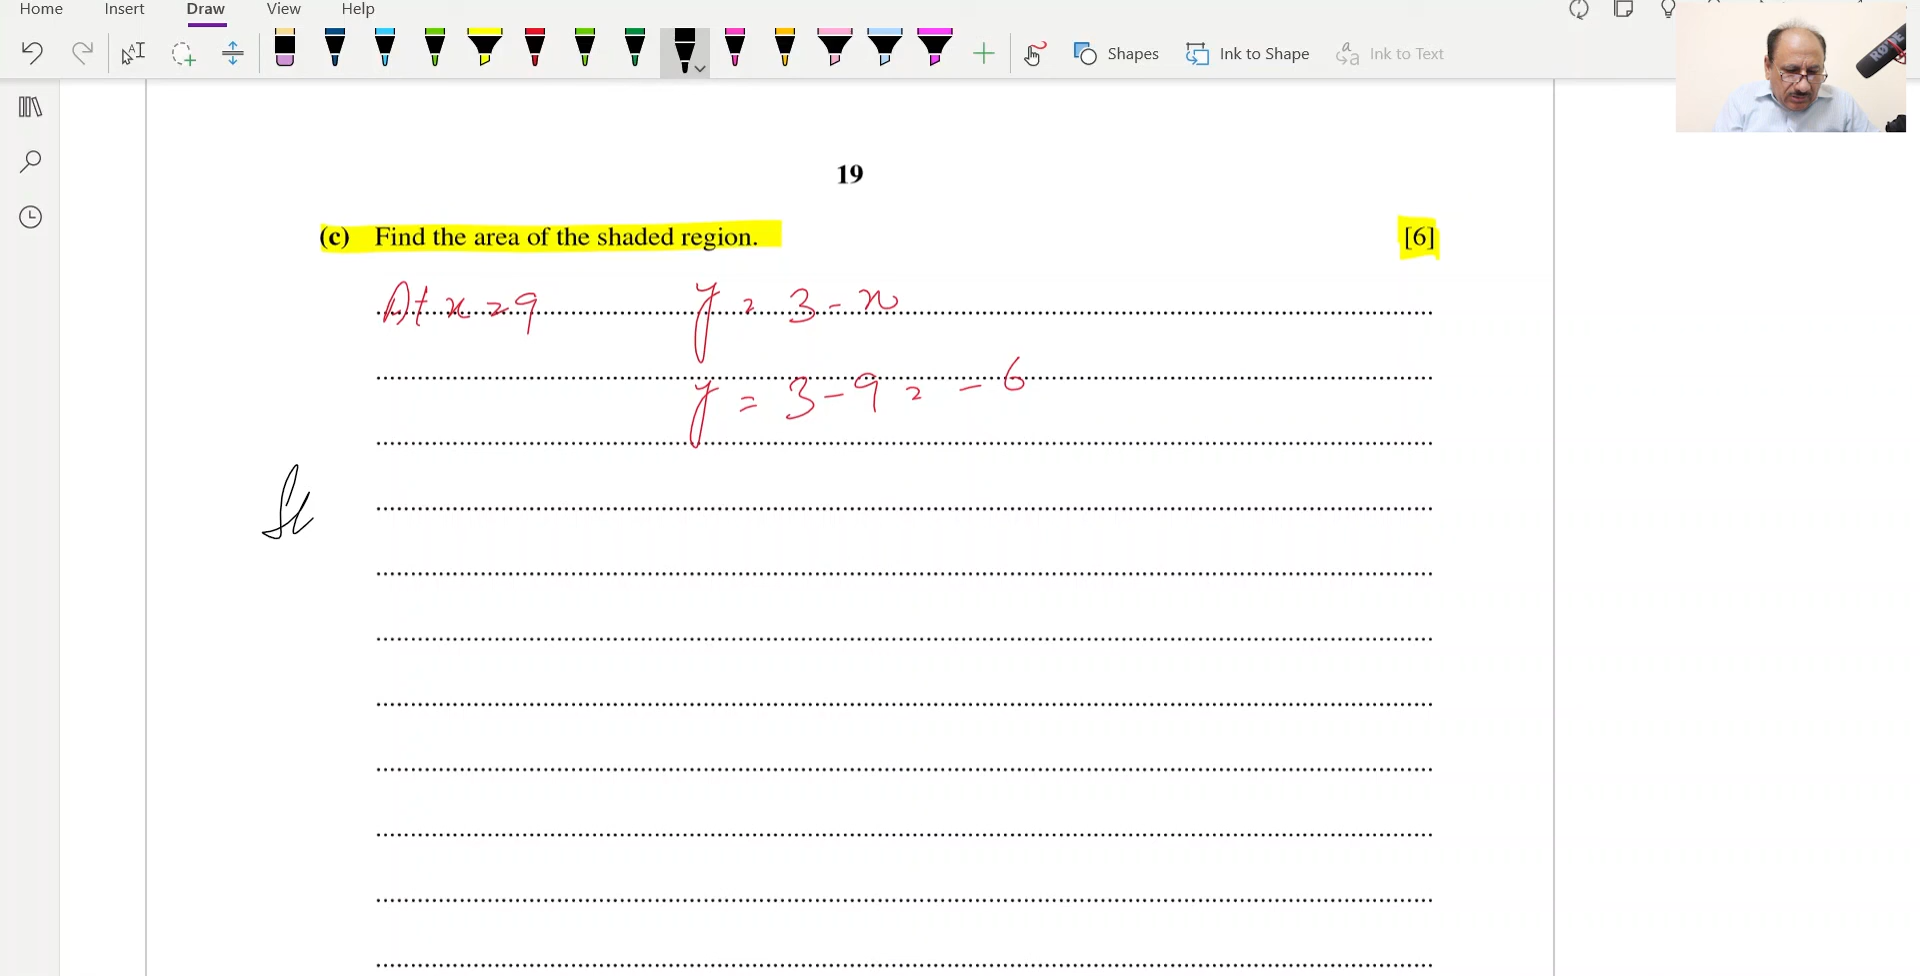 Home Insert Draw View Help
Shapes Ink to Shape Ink to Text
RØDE
19
(c) Find the area of the shaded region. [6]
At x = 9 y = 3 - x
y = 3 - 9 = - 6